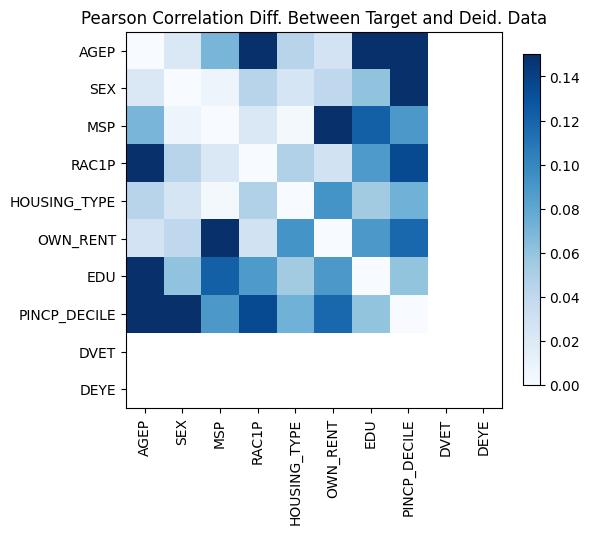 Pearson Correlation Diff. Between Target and Deid. Data
AGEP
SEX
MSP
RAC1P
HOUSING_TYPE
OWN_RENT
EDU
PINCP_DECILE
DVET
DEYE
AGEP
SEX
MSP
RAC1P
HOUSING_TYPE
OWN_RENT
EDU
PINCP_DECILE
DVET
DEYE
0.14
0.12
0.10
0.08
0.06
0.04
0.02
0.00